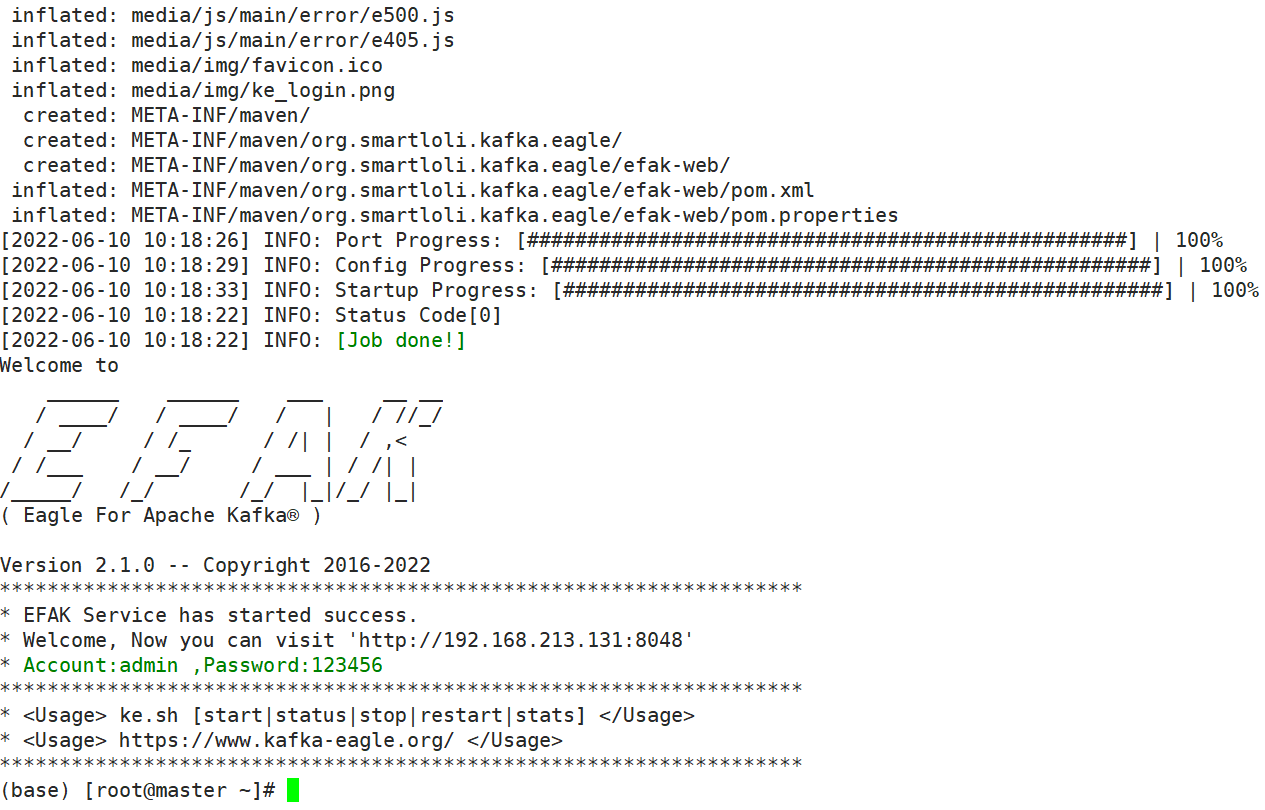 inflated: media/js/main/error/e500.js
inflated: media/js/main/error/e405.js
inflated: media/img/favicon.ico
inflated: media/img/ke_login.png
created: META-INF/maven/
created: META-INF/maven/org.smartloli.kafka.eagle/
created: META-INF/maven/org.smartloli.kafka.eagle/efak-web/
inflated: META-INF/maven/org.smartloli.kafka.eagle/efak-web/pom.xml
inflated: META-INF/maven/org.smartloli.kafka.eagle/efak-web/pom.properties
[2022-06-10 10:18:26] INFO: Port Progress: [##################################################] | 100%
[2022-06-10 10:18:29] INFO: Config Progress: [##################################################] | 100%
[2022-06-10 10:18:33] INFO: Startup Progress: [##################################################] | 100%
[2022-06-10 10:18:22] INFO: Status Code[0]
[2022-06-10 10:18:22] INFO: [Job done!]
Welcome to
    ______    ______    ___     __ __
   / ____/   / ____/   /   |   / //_/
  / __/     / /_      / /| |  / ,<
 / /___    / __/     / ___ | / /| |
/_____/   /_/       /_/  |_|/_/ |_|
( Eagle For Apache Kafka® )

Version 2.1.0 -- Copyright 2016-2022
*******************************************************************
* EFAK Service has started success.
* Welcome, Now you can visit 'http://192.168.213.131:8048'
* Account:admin ,Password:123456
*******************************************************************
* <Usage> ke.sh [start|status|stop|restart|stats] </Usage>
* <Usage> https://www.kafka-eagle.org/ </Usage>
*******************************************************************
(base) [root@master ~]#